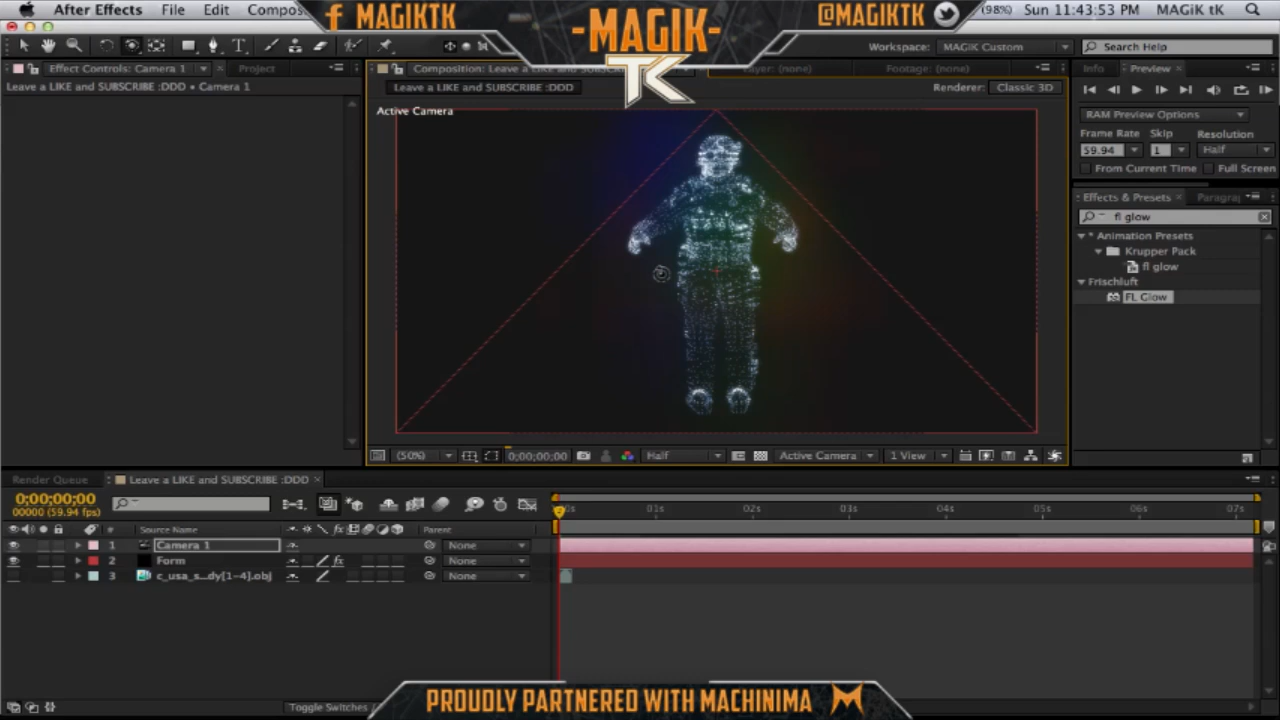 After Effects File Edit Compos
MAGIKTK
-MAGIK-
TK
@MAGIKTK
(98%) Sun 11:43:53 PM MAGiK tK
Workspace: MAGiK Custom
Search Help
Effect Controls: Camera 1 Project
Composition: Leave a LIKE and SUBSCRIBE
Layer: (none)
Footage: (none)
Info Preview
Leave a LIKE and SUBSCRIBE :DDD • Camera 1
Leave a LIKE and SUBSCRIBE :DDD
Renderer: Classic 3D
Active Camera
RAM Preview Options
Frame Rate Skip Resolution
59.94 1 Half
From Current Time Full Screen
Effects & Presets Paragraj
fl glow
Animation Presets
Krupper Pack
fl glow
Frischluft
FL Glow
(50%) 0;00;00;00 Half Active Camera 1 View
Render Queue Leave a LIKE and SUBSCRIBE :DDD
0;00;00;00
00000 (59.94 fps)
0s 01s 02s 03s 04s 05s 06s 07s
# Source Name Parent
1 Camera 1 None
2 Form fx None
3 c_usa_s...dy[1-4].obj None
Toggle Switches /
PROUDLY PARTNERED WITH MACHINIMA